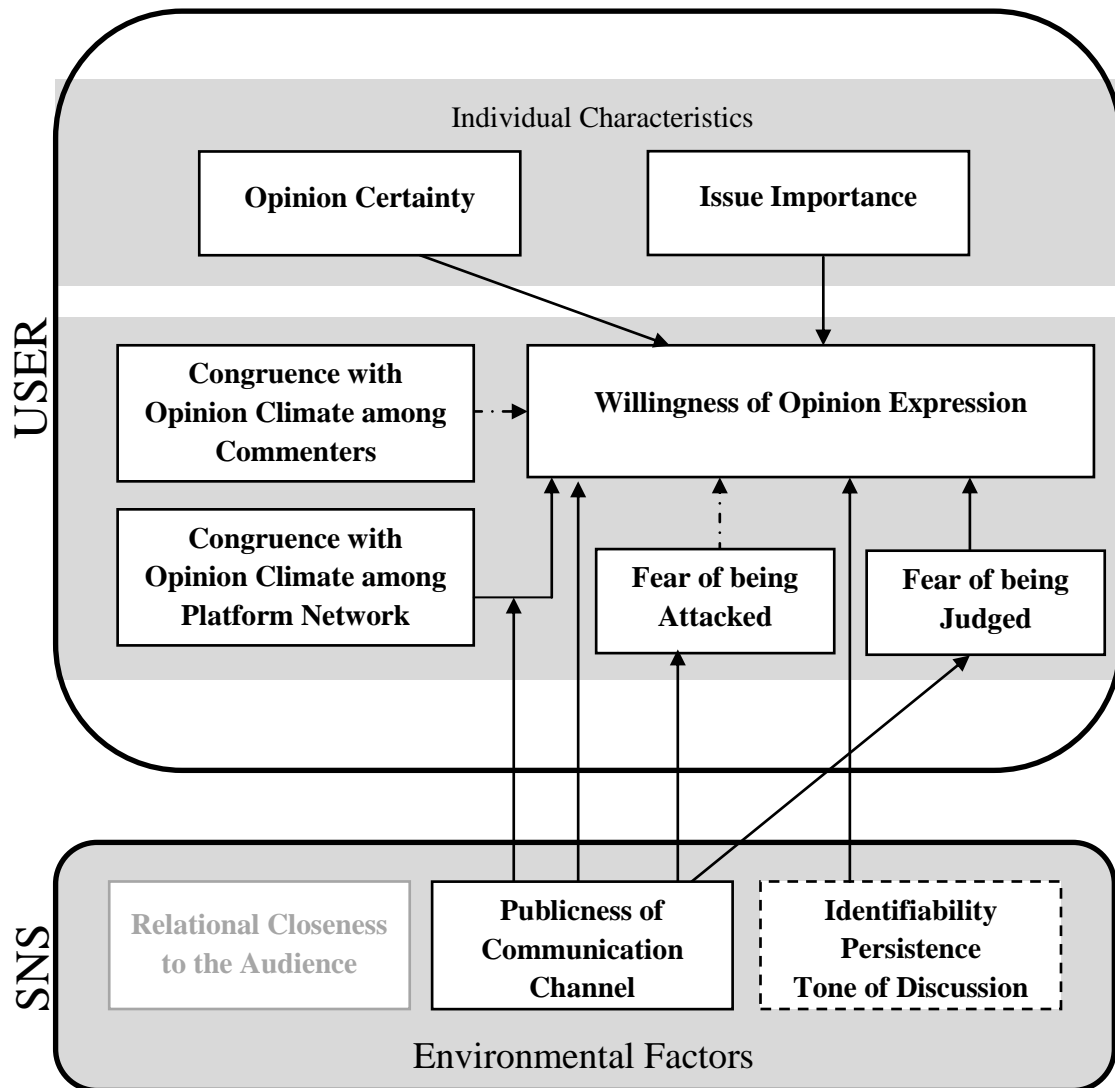 Individual Characteristics
Opinion Certainty
Issue Importance
USER
Congruence with
Opinion Climate among
Commenters
Willingness of Opinion Expression
Congruence with
Opinion Climate among
Platform Network
Fear of being
Attacked
Fear of being
Judged
SNS
Relational Closeness
to the Audience
Publicness of
Communication
Channel
Identifiability
Persistence
Tone of Discussion
Environmental Factors